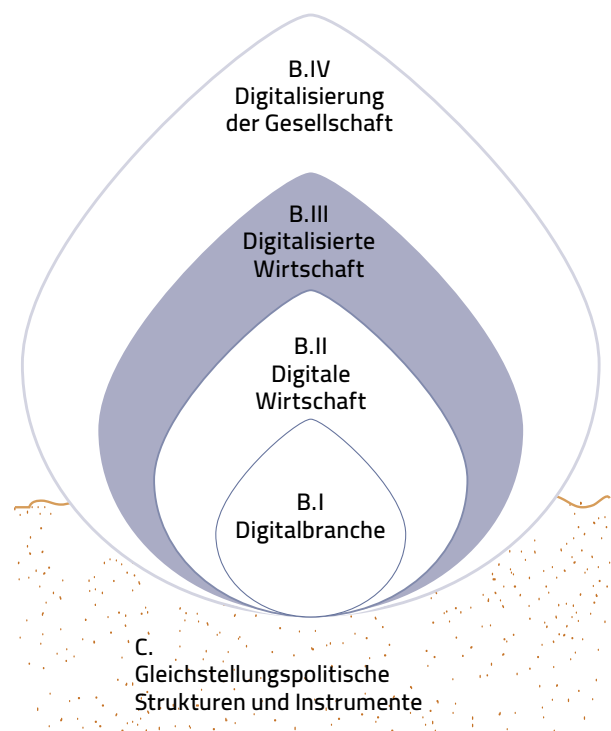 B.IV
Digitalisierung
der Gesellschaft
B.III
Digitalisierte
Wirtschaft
B.II
Digitale
Wirtschaft
B.I
Digitalbranche
C.
Gleichstellungspolitische
Strukturen und Instrumente